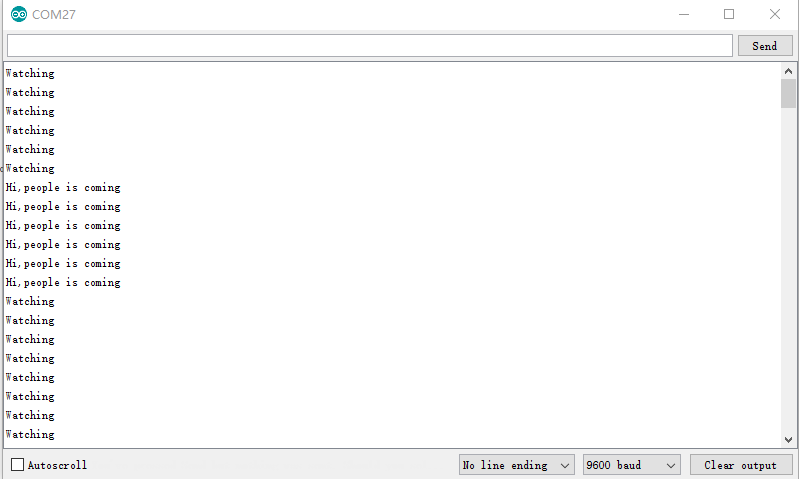 COM27
Send
Watching
Watching
Watching
Watching
Watching
Watching
Hi,people is coming
Hi,people is coming
Hi,people is coming
Hi,people is coming
Hi,people is coming
Hi,people is coming
Watching
Watching
Watching
Watching
Watching
Watching
Watching
Watching
Autoscroll
No line ending
9600 baud
Clear output